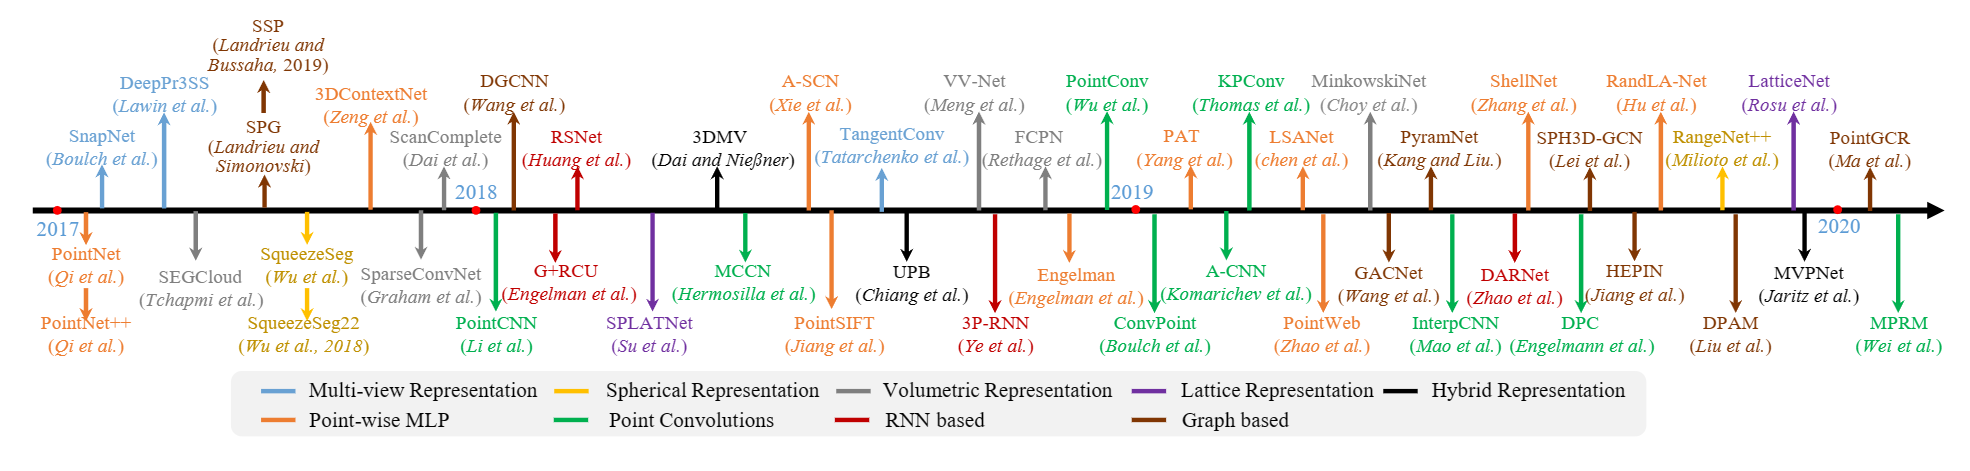 SSP
(Landrieu and
Bussaha, 2019)
DeepPr3SS
(Lawin et al.)
3DContextNet
(Zeng et al.)
DGCNN
(Wang et al.)
A-SCN
(Xie et al.)
VV-Net
(Meng et al.)
PointConv
(Wu et al.)
KPConv
(Thomas et al.)
MinkowskiNet
(Choy et al.)
ShellNet
(Zhang et al.)
RandLA-Net
(Hu et al.)
LatticeNet
(Rosu et al.)
SnapNet
(Boulch et al.)
SPG
(Landrieu and
Simonovski)
ScanComplete
(Dai et al.)
RSNet
(Huang et al.)
3DMV
(Dai and Nießner)
TangentConv
(Tatarchenko et al.)
FCPN
(Rethage et al.)
PAT
(Yang et al.)
LSANet
(chen et al.)
PyramNet
(Kang and Liu.)
SPH3D-GCN
(Lei et al.)
RangeNet++
(Milioto et al.)
PointGCR
(Ma et al.)
2017
2018
2019
2020
PointNet
(Qi et al.)
SEGCloud
(Tchapmi et al.)
SqueezeSeg
(Wu et al.)
SparseConvNet
(Graham et al.)
G+RCU
(Engelman et al.)
MCCN
(Hermosilla et al.)
UPB
(Chiang et al.)
Engelman
(Engelman et al.)
A-CNN
(Komarichev et al.)
GACNet
(Wang et al.)
DARNet
(Zhao et al.)
HEPIN
(Jiang et al.)
MVPNet
(Jaritz et al.)
PointNet++
(Qi et al.)
SqueezeSeg22
(Wu et al., 2018)
PointCNN
(Li et al.)
SPLATNet
(Su et al.)
PointSIFT
(Jiang et al.)
3P-RNN
(Ye et al.)
ConvPoint
(Boulch et al.)
PointWeb
(Zhao et al.)
InterpCNN
(Mao et al.)
DPC
(Engelmann et al.)
DPAM
(Liu et al.)
MPRM
(Wei et al.)
Multi-view Representation
Spherical Representation
Volumetric Representation
Lattice Representation
Hybrid Representation
Point-wise MLP
Point Convolutions
RNN based
Graph based